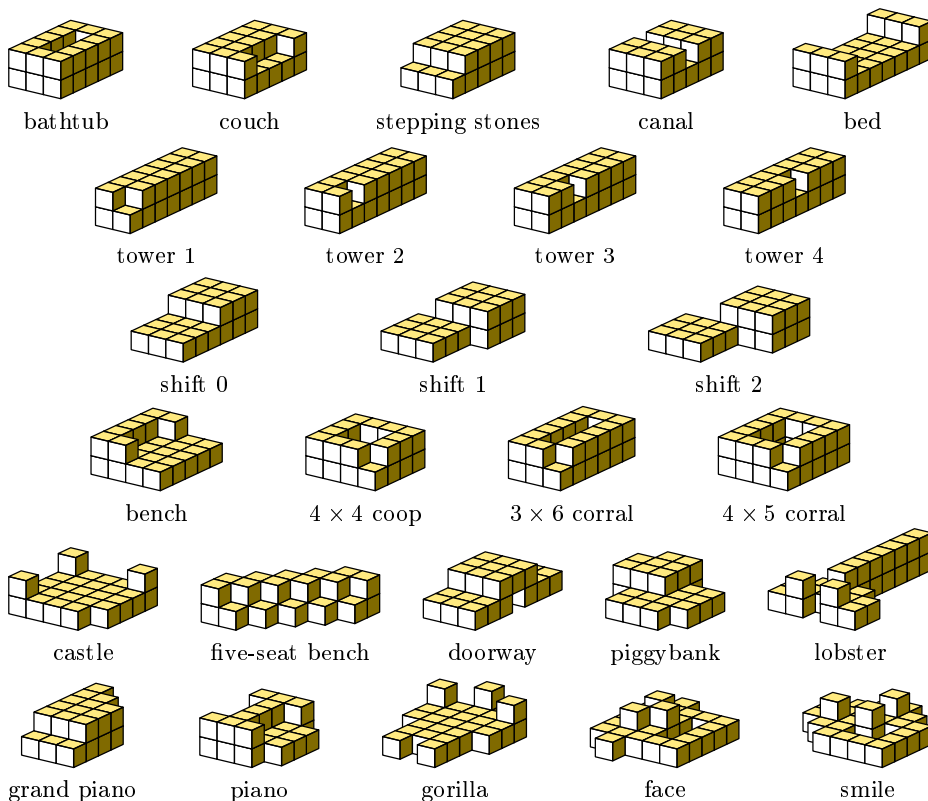 bathtub couch stepping stones canal bed
tower 1 tower 2 tower 3 tower 4
shift 0 shift 1 shift 2
bench 4 × 4 coop 3 × 6 corral 4 × 5 corral
castle five-seat bench doorway piggybank lobster
grand piano piano gorilla face smile